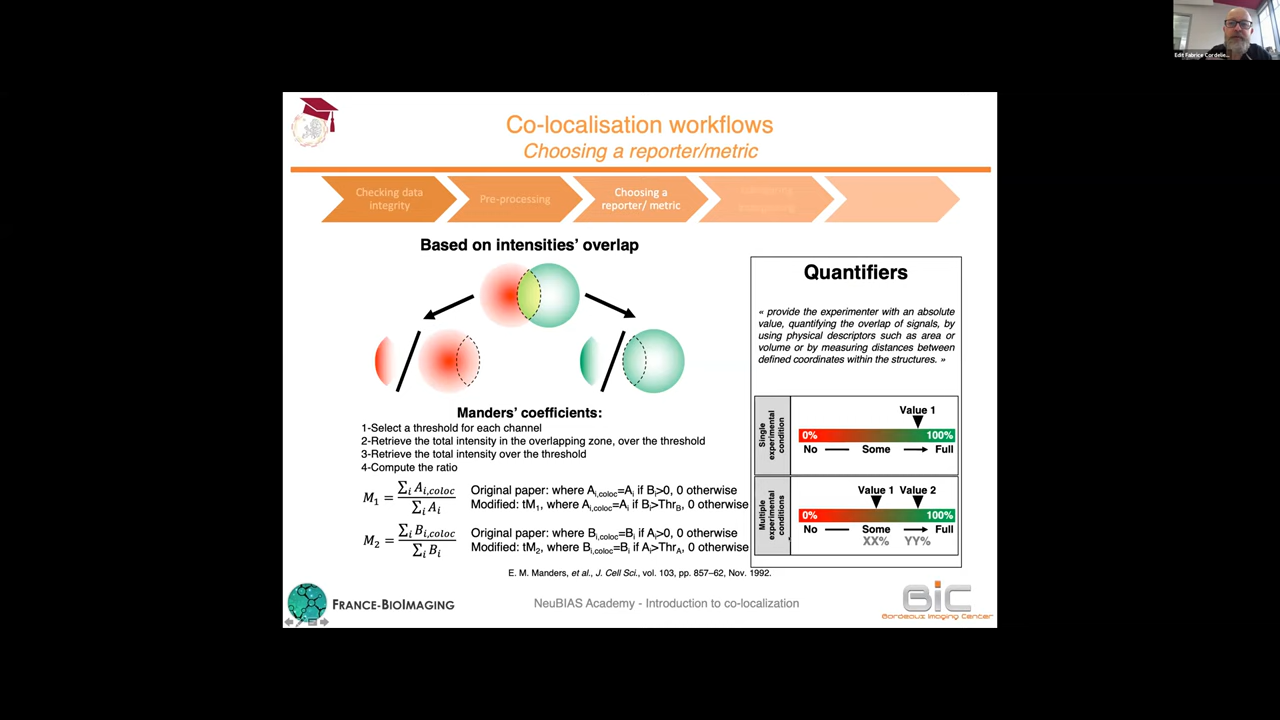 Edit Fabrice Cordelie...
Co-localisation workflows
Choosing a reporter/metric
Checking data
integrity
Pre-processing
Choosing a
reporter/ metric
Based on intensities' overlap
Manders' coefficients:
1-Select a threshold for each channel
2-Retrieve the total intensity in the overlapping zone, over the threshold
3-Retrieve the total intensity over the threshold
4-Compute the ratio
M₁ = ∑ᵢ Aᵢ,coloc / ∑ᵢ Aᵢ
Original paper: where Ai,coloc=Ai if Bi>0, 0 otherwise
Modified: tM₁, where Ai,coloc=Ai if Bi>ThrB, 0 otherwise
M₂ = ∑ᵢ Bᵢ,coloc / ∑ᵢ Bᵢ
Original paper: where Bi,coloc=Bi if Ai>0, 0 otherwise
Modified: tM₂, where Bi,coloc=Bi if Ai>ThrA, 0 otherwise
E. M. Manders, et al., J. Cell Sci., vol. 103, pp. 857–62, Nov. 1992.
Quantifiers
« provide the experimenter with an absolute
value, quantifying the overlap of signals, by
using physical descriptors such as area or
volume or by measuring distances between
defined coordinates within the structures. »
Single
experimental
condition
Value 1
0% 100%
No Some Full
Multiple
experimental
conditions
Value 1 Value 2
0% 100%
No Some Full
XX% YY%
FRANCE-BIOIMAGING
NeuBIAS Academy - Introduction to co-localization
BiC
Bordeaux Imaging Center